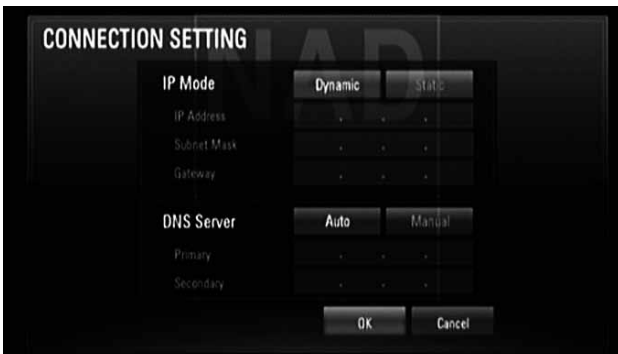 NAD
CONNECTION SETTING
IP Mode Dynamic Static
IP Address . . .
Subnet Mask . . .
Gateway . . .
DNS Server Auto Manual
Primary . . .
Secondary . . .
OK Cancel